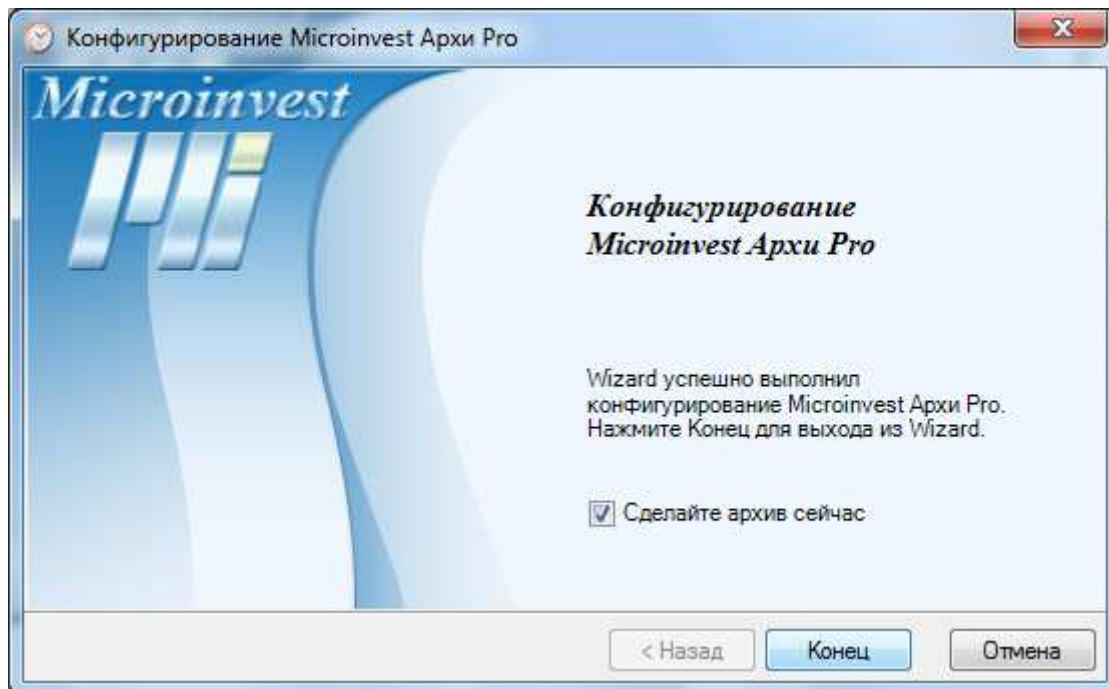 Конфигурирование Microinvest Архи Pro
Microinvest
Конфигурирование
Microinvest Архи Pro
Wizard успешно выполнил
конфигурирование Microinvest Архи Pro.
Нажмите Конец для выхода из Wizard.
Сделайте архив сейчас
< Назад
Конец
Отмена